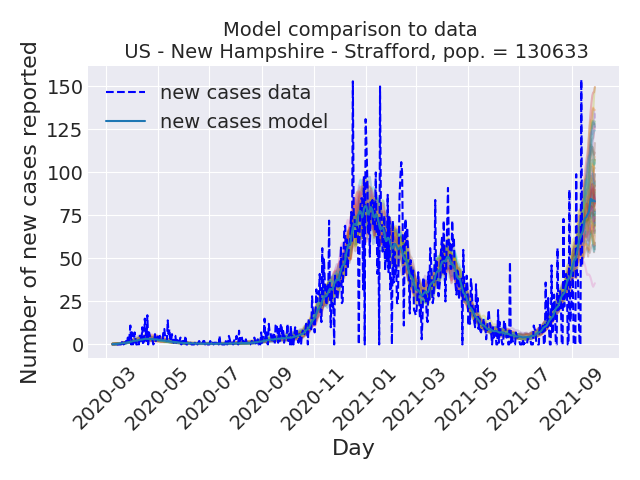 Model comparison to data
US - New Hampshire - Strafford, pop. = 130633
Number of new cases reported
150
125
100
75
50
25
0
new cases data
new cases model
2020-03
2020-05
2020-07
2020-09
2020-11
2021-01
2021-03
2021-05
2021-07
2021-09
Day